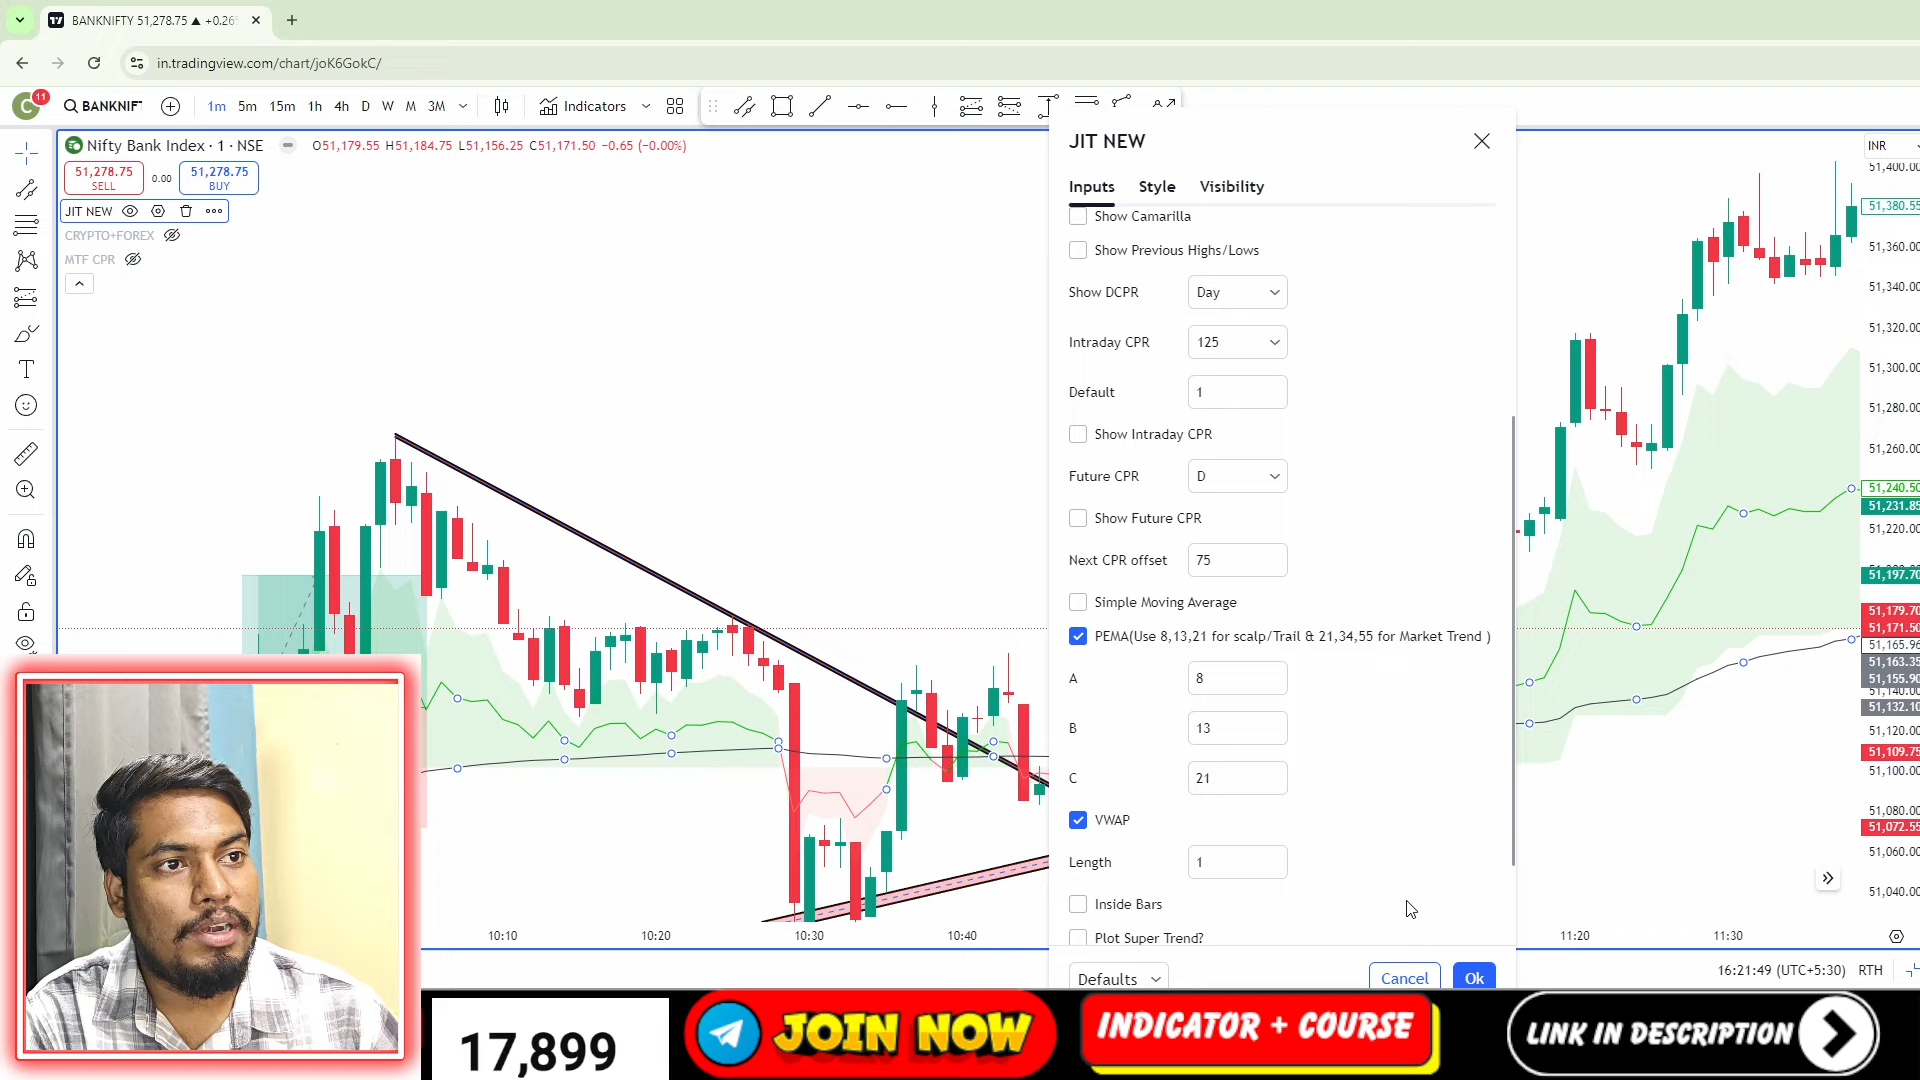 BANKNIFTY 51,278.75 ▲ +0.26
in.tradingview.com/chart/joK6GokC/
C
11
BANKNIF
1m 5m 15m 1h 4h D W M 3M
Indicators
Nifty Bank Index · 1 · NSE
O51,179.55 H51,184.75 L51,156.25 C51,171.50 −0.65 (−0.00%)
51,278.75
SELL
0.00
51,278.75
BUY
JIT NEW
CRYPTO+FOREX
MTF CPR
JIT NEW
Inputs Style Visibility
Show Camarilla
Show Previous Highs/Lows
Show DCPR Day
Intraday CPR 125
Default 1
Show Intraday CPR
Future CPR D
Show Future CPR
Next CPR offset 75
Simple Moving Average
PEMA(Use 8,13,21 for scalp/Trail & 21,34,55 for Market Trend )
A 8
B 13
C 21
VWAP
Length 1
Inside Bars
Plot Super Trend?
Defaults
Cancel
Ok
INR
51,400.00
51,380.55
51,360.00
51,340.00
51,320.00
51,300.00
51,280.00
51,260.00
51,240.50
51,231.85
51,220.00
51,197.70
51,179.70
51,171.50
51,165.96
51,163.35
51,155.90
51,140.00
51,132.10
51,120.00
51,109.75
51,100.00
51,080.00
51,072.55
51,060.00
51,040.00
10:10 10:20 10:30 10:40 11:20 11:30
16:21:49 (UTC+5:30) RTH
17,899
JOIN NOW
INDICATOR + COURSE
LINK IN DESCRIPTION